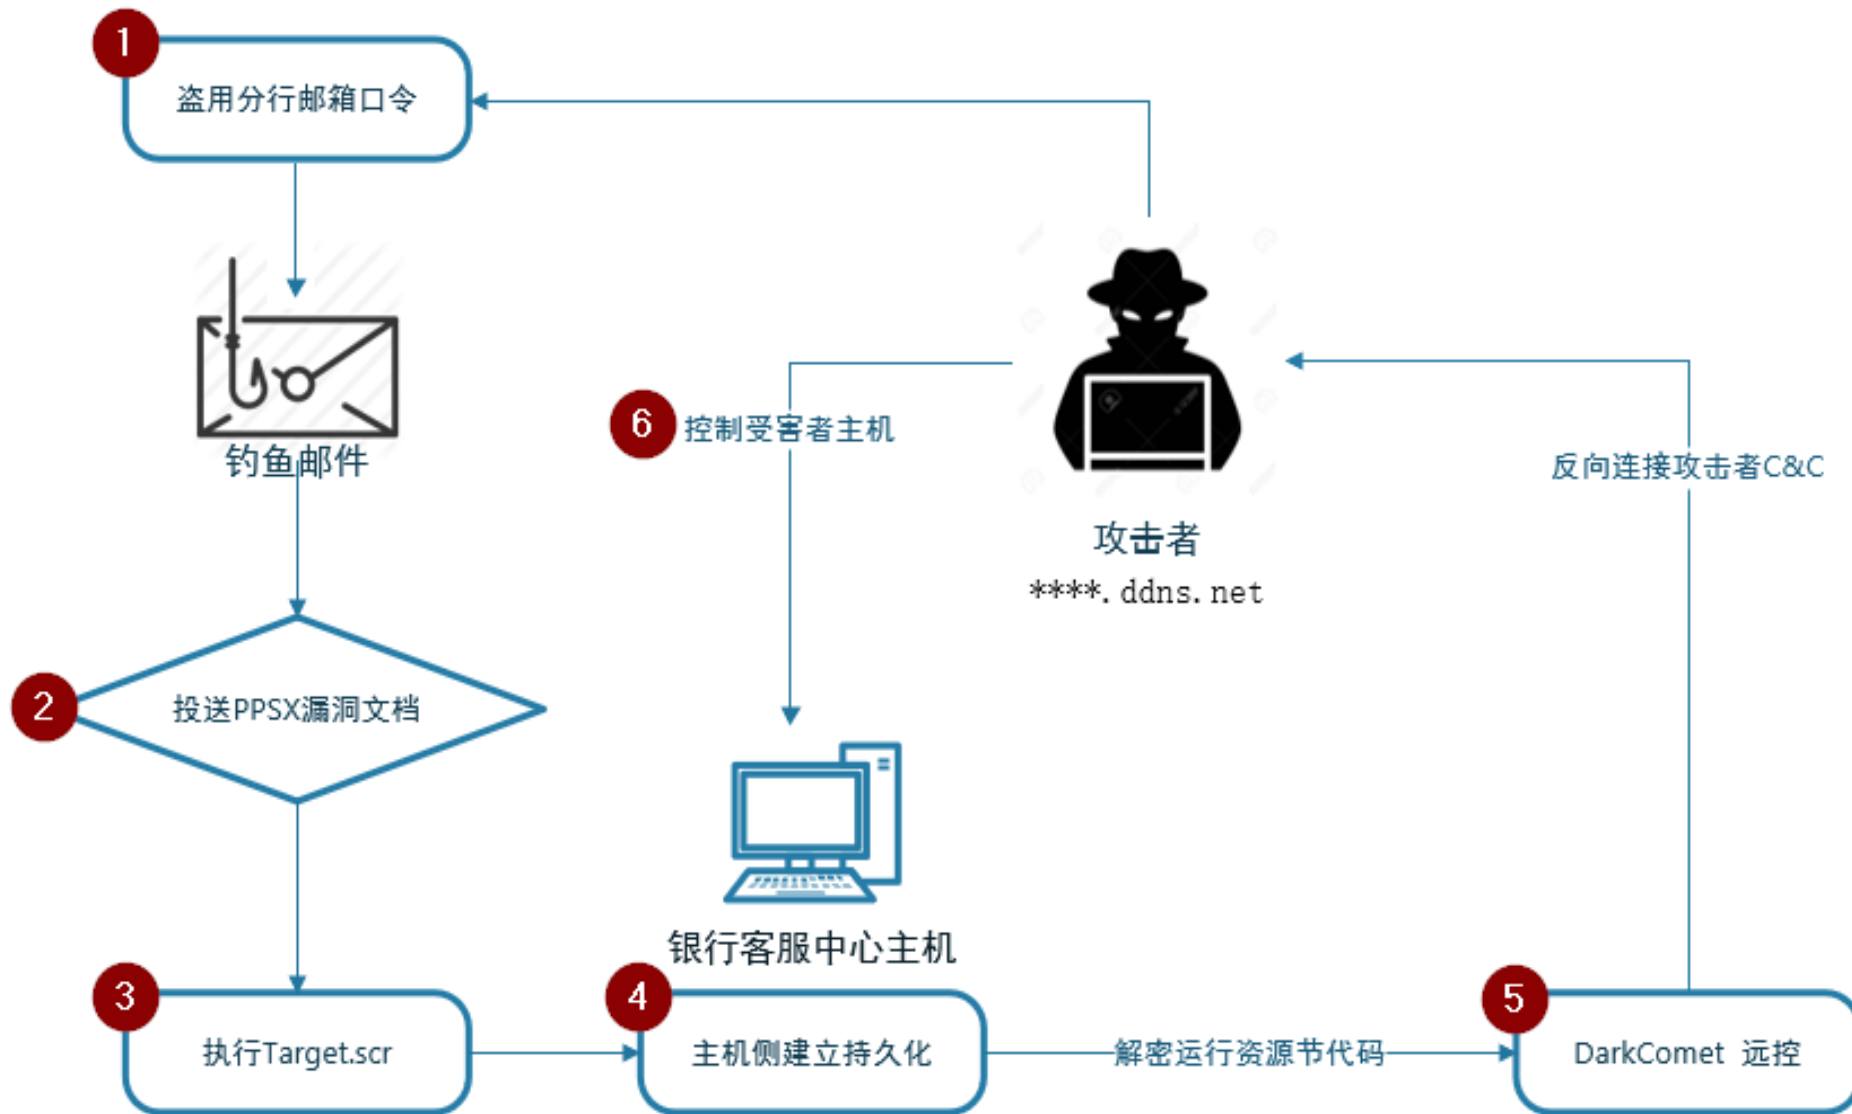 1
盗用分行邮箱口令
钓鱼邮件
6
控制受害者主机
反向连接攻击者C&C
攻击者
****.ddns.net
2
投送PPSX漏洞文档
银行客服中心主机
3
执行Target.scr
4
主机侧建立持久化
解密运行资源节代码
5
DarkComet 远控